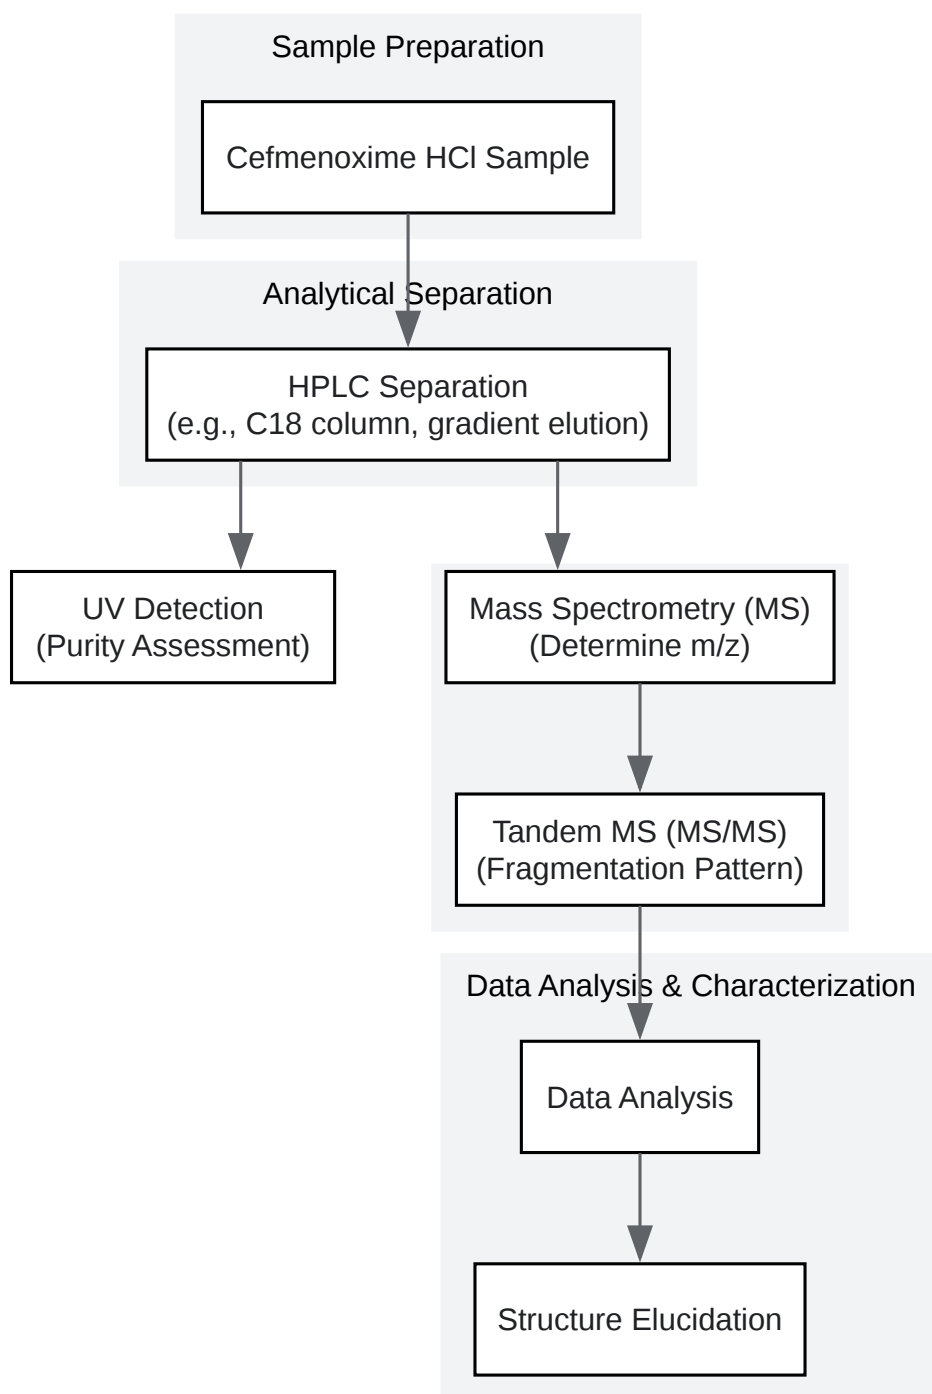 Sample Preparation
Cefmenoxime HCl Sample
Analytical Separation
HPLC Separation
(e.g., C18 column, gradient elution)
UV Detection
(Purity Assessment)
Mass Spectrometry (MS)
(Determine m/z)
Tandem MS (MS/MS)
(Fragmentation Pattern)
Data Analysis & Characterization
Data Analysis
Structure Elucidation